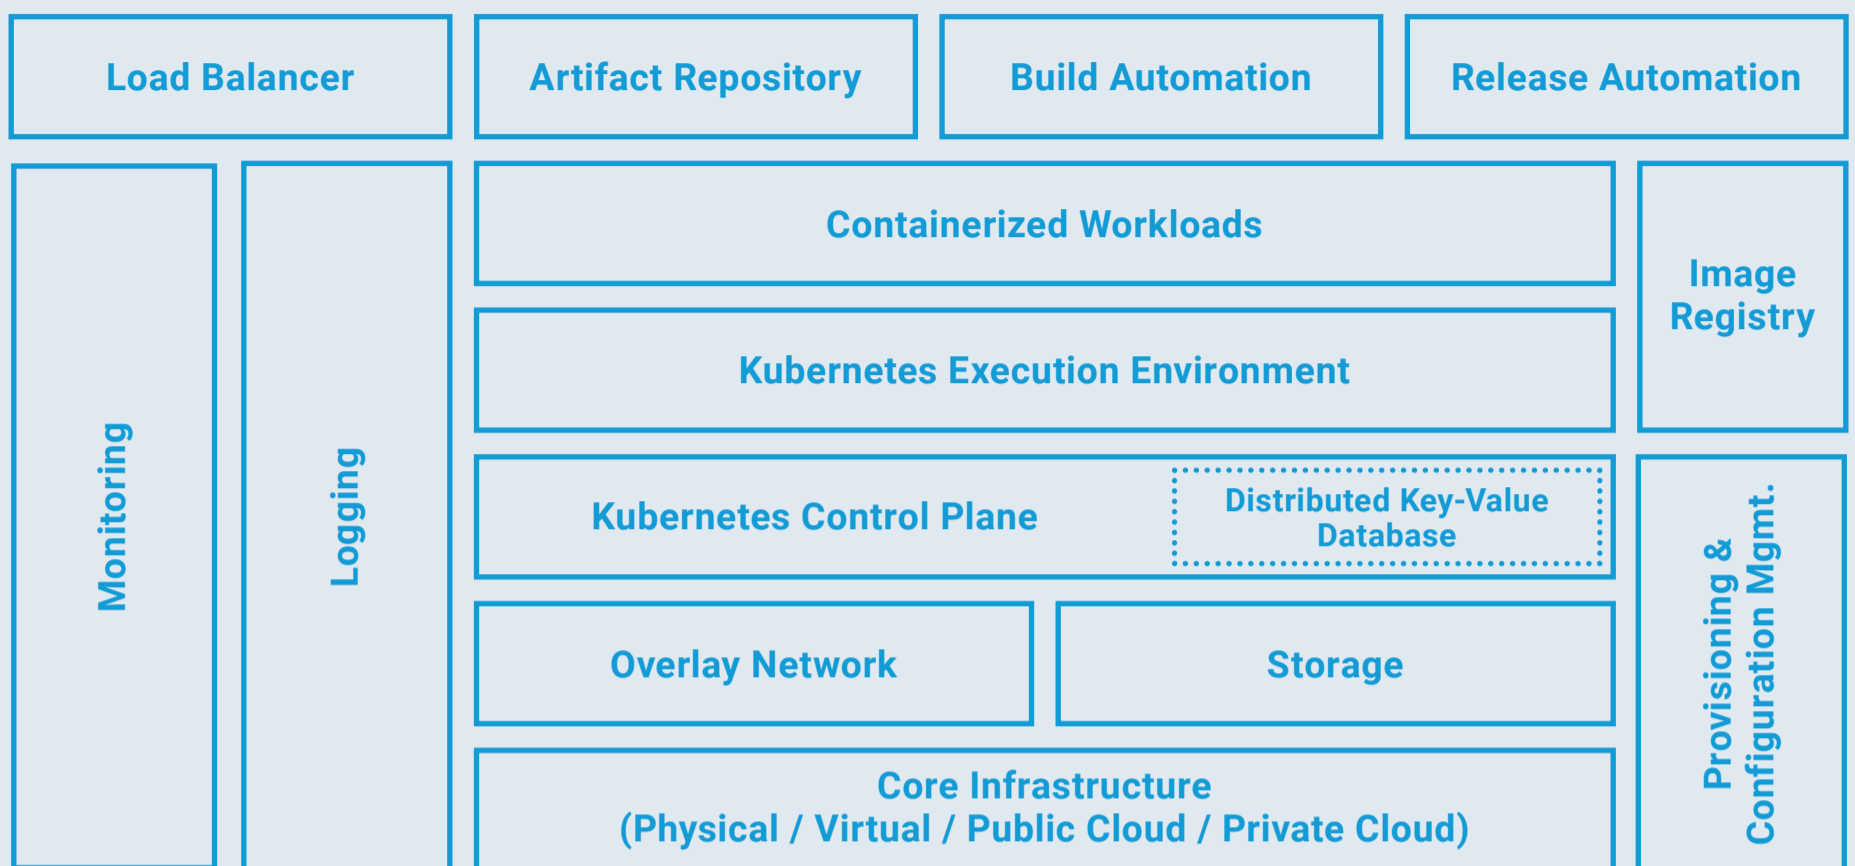 Load Balancer
Artifact Repository
Build Automation
Release Automation
Monitoring
Logging
Containerized Workloads
Image
Registry
Kubernetes Execution Environment
Kubernetes Control Plane
Distributed Key-Value
Database
Provisioning &
Configuration Mgmt.
Overlay Network
Storage
Core Infrastructure
(Physical / Virtual / Public Cloud / Private Cloud)